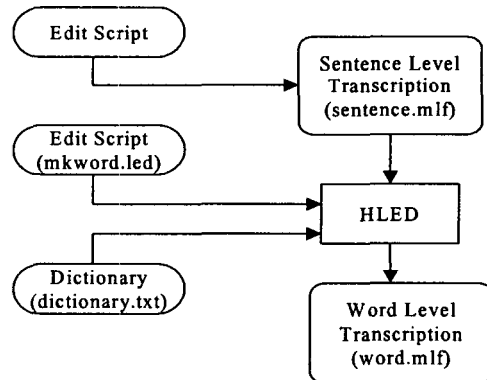 Edit Script
Sentence Level
Transcription
(sentence.mlf)
Edit Script
(mkword.led)
HLED
Dictionary
(dictionary.txt)
Word Level
Transcription
(word.mlf)